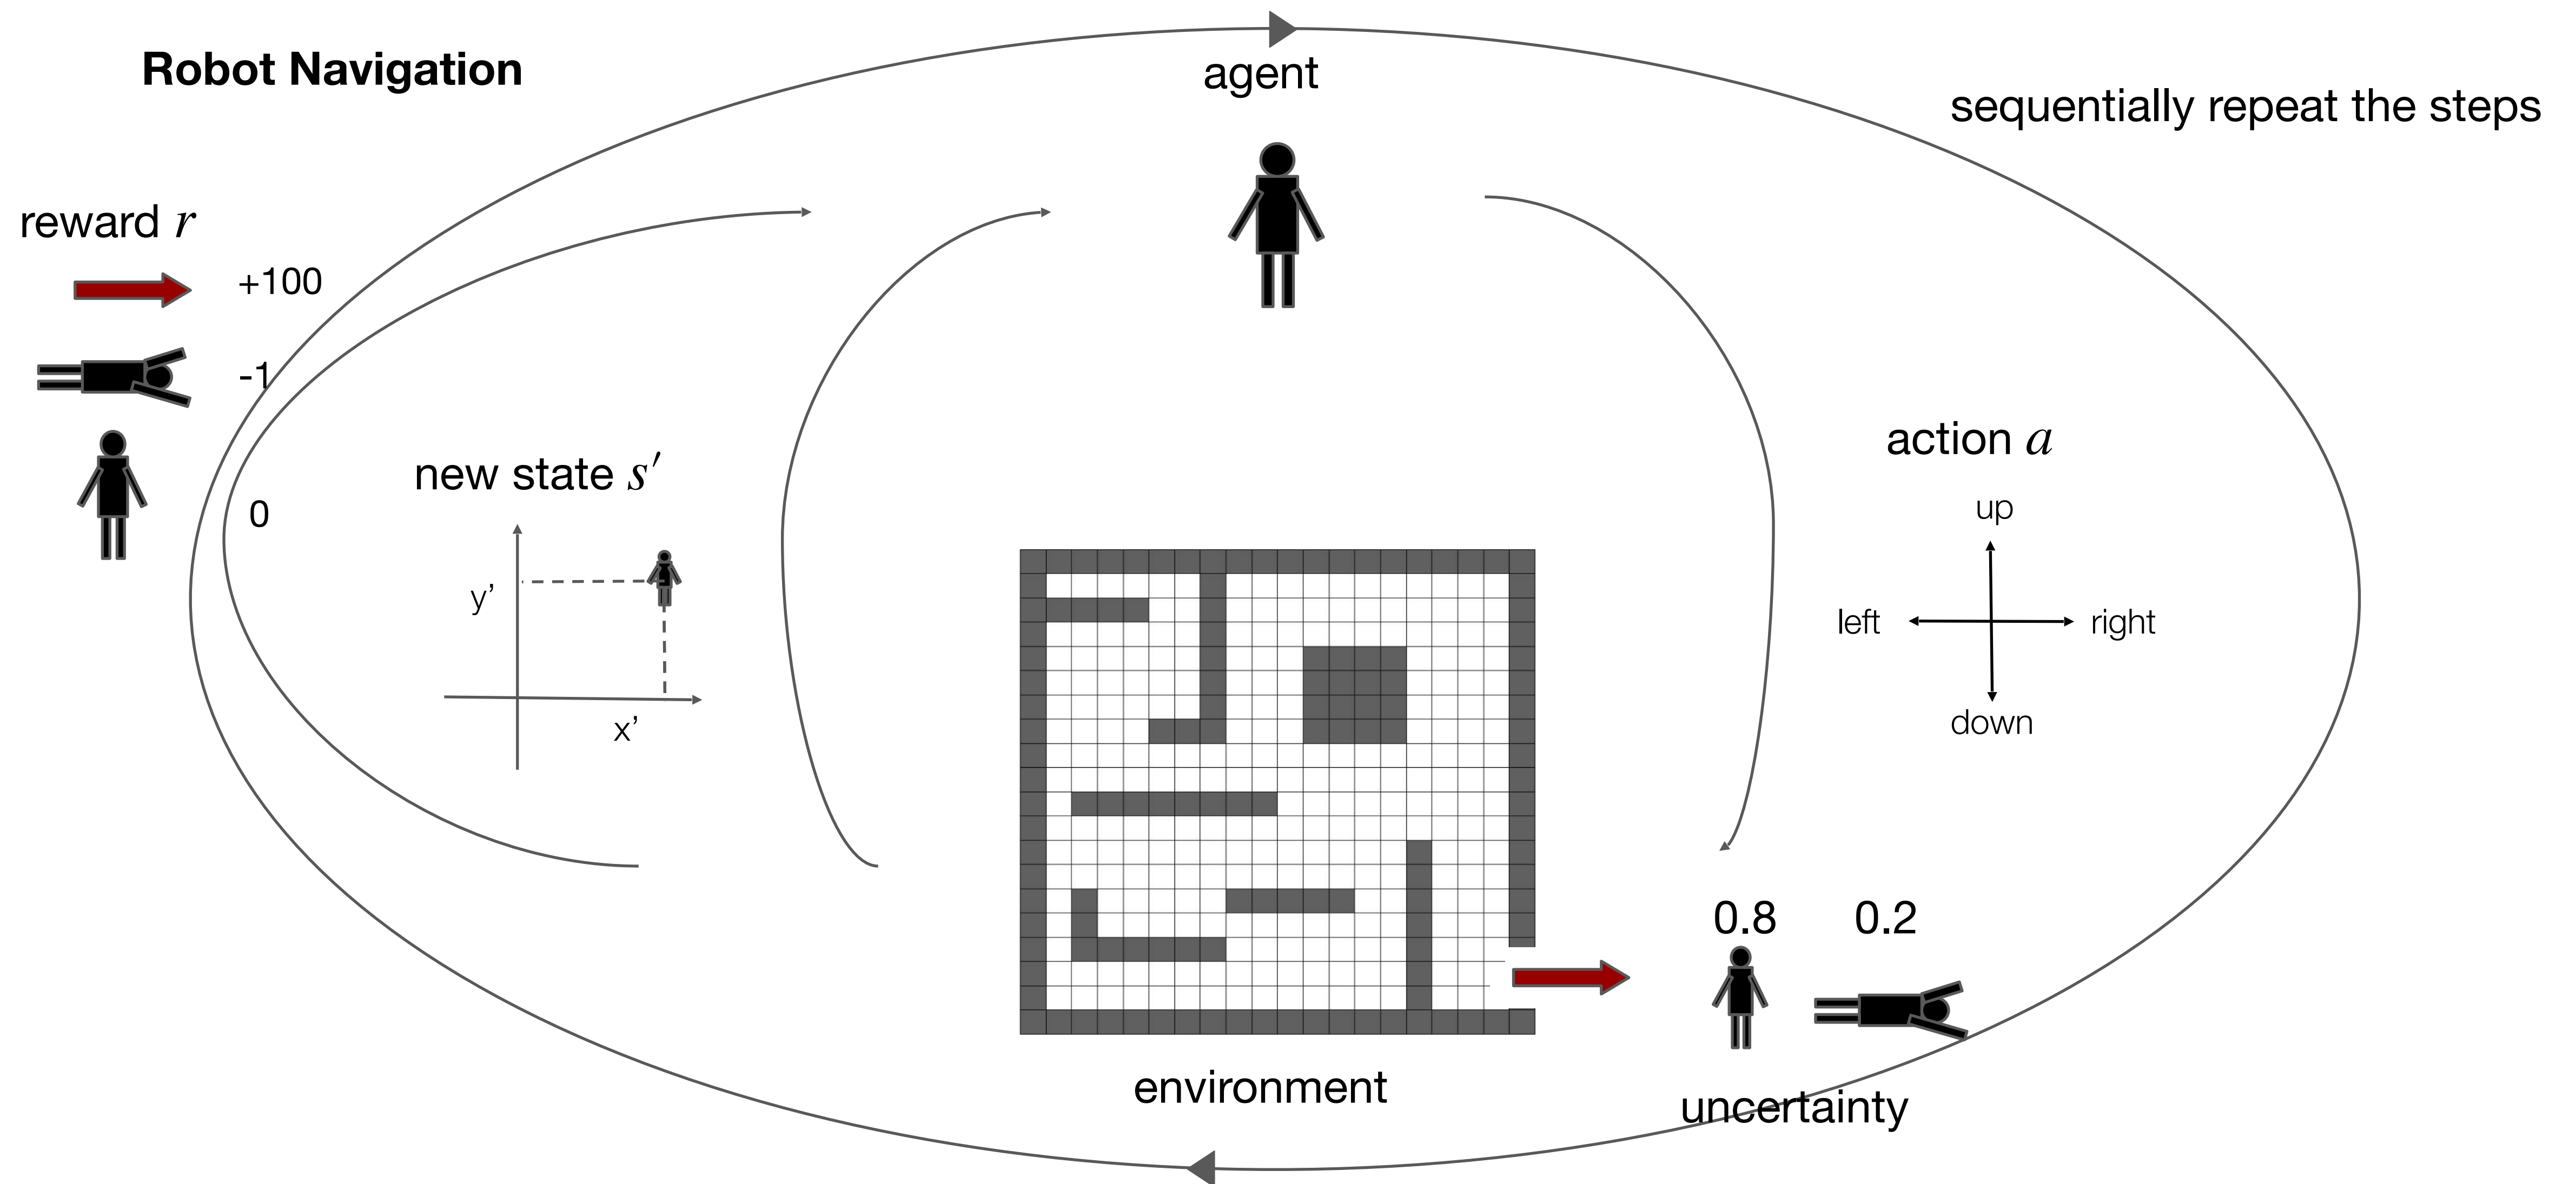 Robot Navigation
agent
sequentially repeat the steps
reward r
+100
-1
0
new state s′
y’
x’
action a
up
left
right
down
0.8
0.2
environment
uncertainty